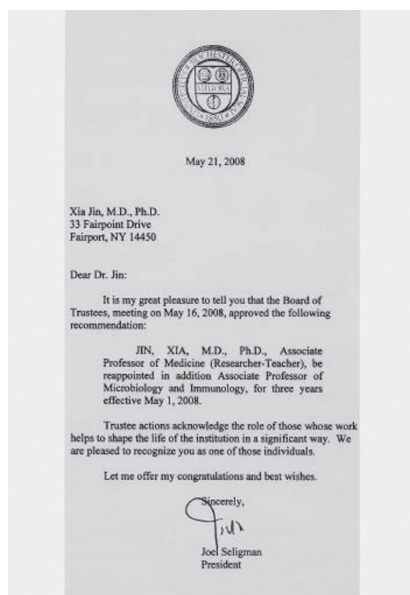 MELIORA
May 21, 2008
Xia Jin, M.D., Ph.D.
33 Fairpoint Drive
Fairport, NY 14450
Dear Dr. Jin:
It is my great pleasure to tell you that the Board of
Trustees, meeting on May 16, 2008, approved the following
recommendation:
JIN, XIA, M.D., Ph.D., Associate
Professor of Medicine (Researcher-Teacher), be
reappointed in addition Associate Professor of
Microbiology and Immunology, for three years
effective May 1, 2008.
Trustee actions acknowledge the role of those whose work
helps to shape the life of the institution in a significant way. We
are pleased to recognize you as one of those individuals.
Let me offer my congratulations and best wishes.
Sincerely,
Joel Seligman
President